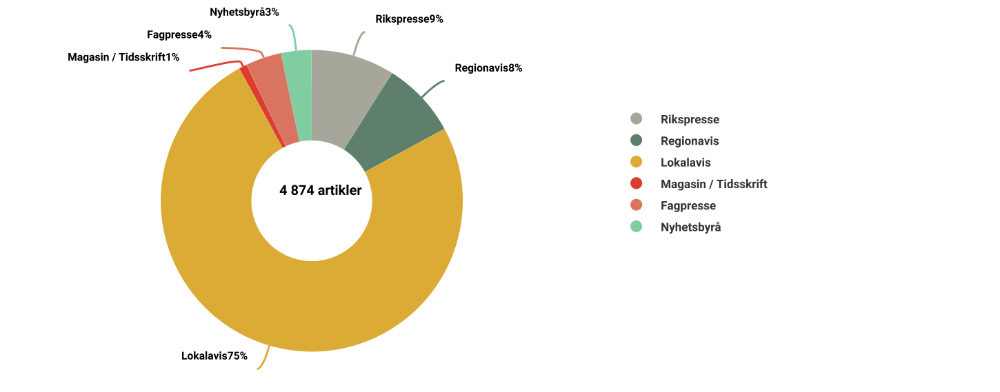 Nyhetsbyrå3%
Rikspresse9%
Fagpresse4%
Magasin / Tidsskrift1%
Regionavis8%
4 874 artikler
Lokalavis75%
Rikspresse
Regionavis
Lokalavis
Magasin / Tidsskrift
Fagpresse
Nyhetsbyrå